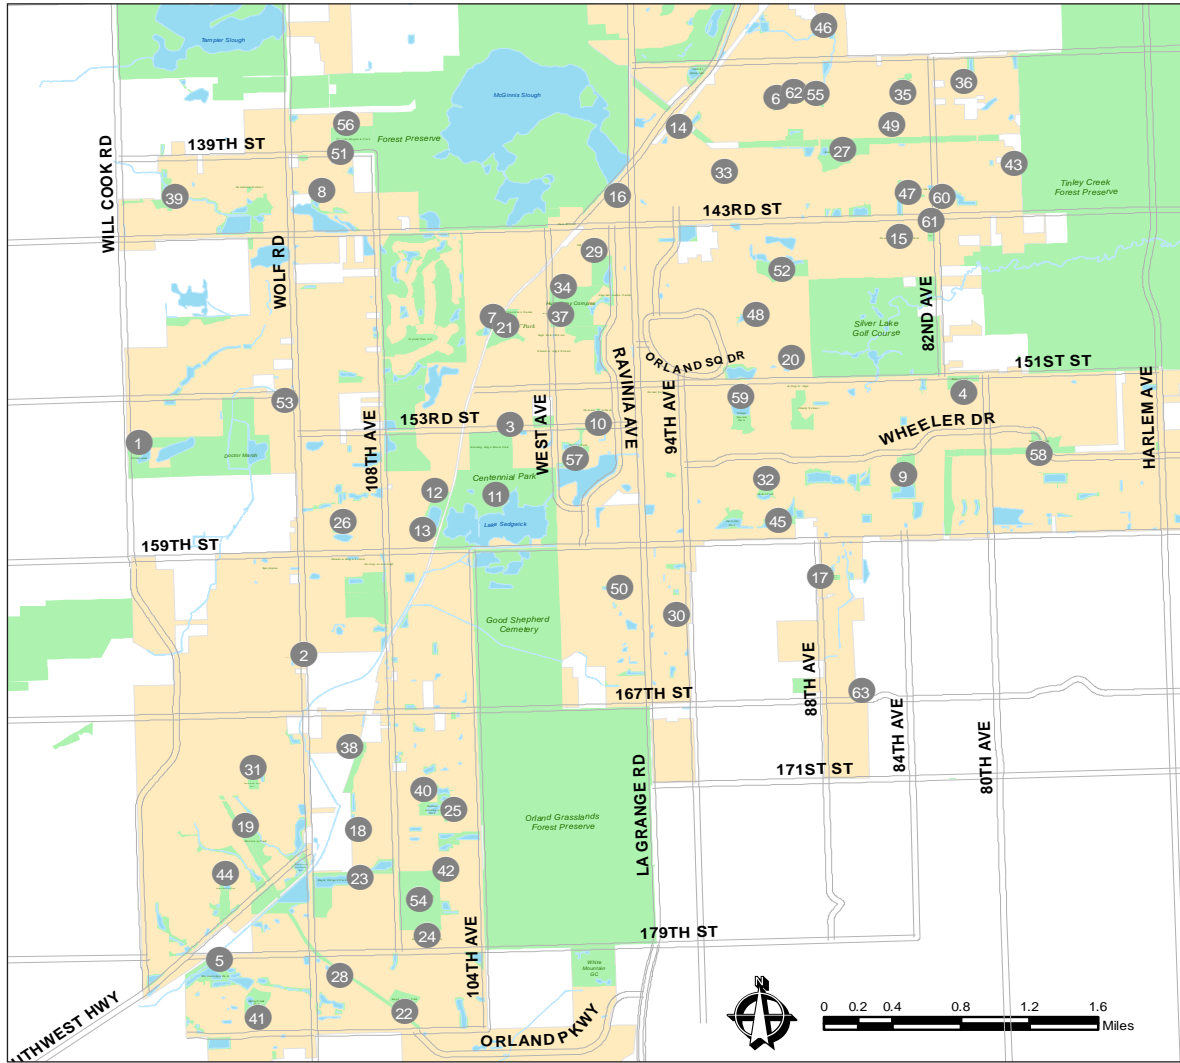 46
Tampier Slough
36
62
55
35
6
McGinnis Slough
56
14
49
Forest Preserve
139TH ST
51
27
43
33
WILL COOK RD
8
39
16
47
60
Tinley Creek
Forest Preserve
143RD ST
61
15
29
WOLF RD
52
34
7
21
37
48
82ND AVE
Silver Lake
Golf Course
ORLAND SQ DR
20
151ST ST
RAVINIA AVE
53
59
4
HARLEM AVE
94TH AVE
108TH AVE
153RD ST
3
WEST AVE
10
WHEELER DR
1
Doctor Marsh
57
58
Centennial Park
32
9
12
11
26
13
Lake Sedgwick
45
159TH ST
17
50
30
Good Shepherd
Cemetery
2
88TH AVE
167TH ST
63
84TH AVE
80TH AVE
38
31
171ST ST
LA GRANGE RD
40
25
19
18
Orland Grasslands
Forest Preserve
44
23
42
54
24
104TH AVE
179TH ST
5
28
White
Mountain
GC
41
22
UTHWEST HWY
ORLAND PKWY
N
0 0.2 0.4 0.8 1.2 1.6
Miles